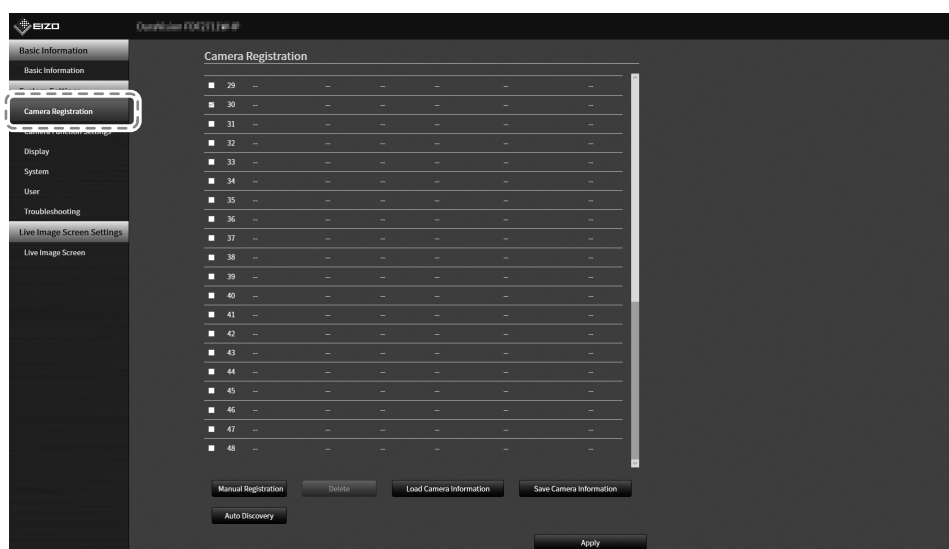 EIZO
Basic Information
Basic Information
Camera Registration
Display
System
User
Troubleshooting
Live Image Screen Settings
Live Image Screen
Camera Registration
29 -- -- -- -- -- --
30 -- -- -- -- -- --
31 -- -- -- -- -- --
32 -- -- -- -- -- --
33 -- -- -- -- -- --
34 -- -- -- -- -- --
35 -- -- -- -- -- --
36 -- -- -- -- -- --
37 -- -- -- -- -- --
38 -- -- -- -- -- --
39 -- -- -- -- -- --
40 -- -- -- -- -- --
41 -- -- -- -- -- --
42 -- -- -- -- -- --
43 -- -- -- -- -- --
44 -- -- -- -- -- --
45 -- -- -- -- -- --
46 -- -- -- -- -- --
47 -- -- -- -- -- --
48 -- -- -- -- -- --
Manual Registration Delete Load Camera Information Save Camera Information
Auto Discovery
Apply